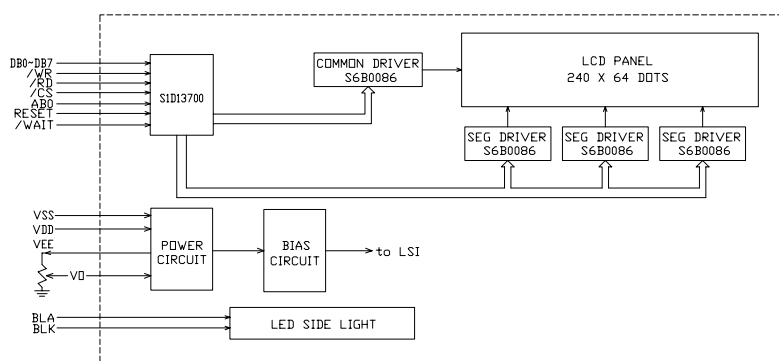 DB0~DB7
/WR
/RD
/CS
AB0
RESET
/WAIT
S1D13700
COMMON DRIVER
S6B0086
LCD PANEL
240 X 64 DOTS
SEG DRIVER
S6B0086
SEG DRIVER
S6B0086
SEG DRIVER
S6B0086
VSS
VDD
VEE
VO
POWER
CIRCUIT
BIAS
CIRCUIT
to LSI
BLA
BLK
LED SIDE LIGHT